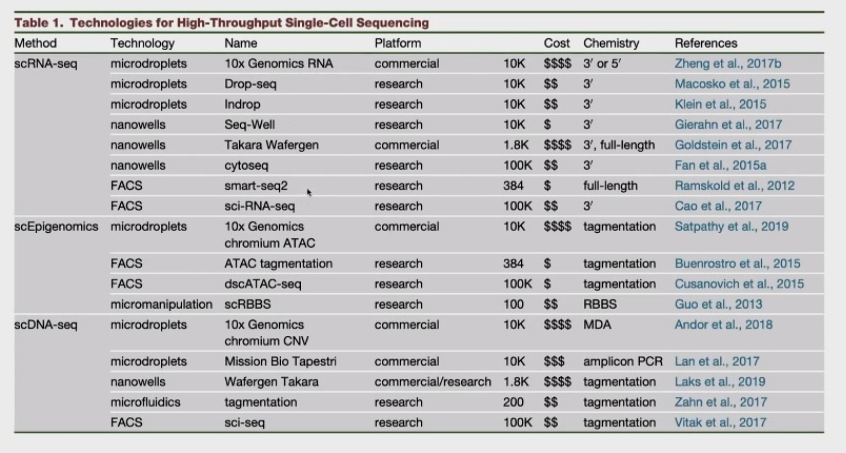 Table 1. Technologies for High-Throughput Single-Cell Sequencing
Method Technology Name Platform Cost Chemistry References
scRNA-seq microdroplets 10x Genomics RNA commercial 10K $$$$ 3′ or 5′ Zheng et al., 2017b
microdroplets Drop-seq research 10K $$ 3′ Macosko et al., 2015
microdroplets Indrop research 10K $$ 3′ Klein et al., 2015
nanowells Seq-Well research 10K $ 3′ Gierahn et al., 2017
nanowells Takara Wafergen commercial 1.8K $$$$ 3′, full-length Goldstein et al., 2017
nanowells cytoseq research 100K $$ 3′ Fan et al., 2015a
FACS smart-seq2 research 384 $ full-length Ramskold et al., 2012
FACS sci-RNA-seq research 100K $$ 3′ Cao et al., 2017
scEpigenomics microdroplets 10x Genomics commercial 10K $$$$ tagmentation Satpathy et al., 2019
chromium ATAC
FACS ATAC tagmentation research 384 $ tagmentation Buenrostro et al., 2015
FACS dscATAC-seq research 100K $ tagmentation Cusanovich et al., 2015
micromanipulation scRBBS research 100 $$ RBBS Guo et al., 2013
scDNA-seq microdroplets 10x Genomics commercial 10K $$$$ MDA Andor et al., 2018
chromium CNV
microdroplets Mission Bio Tapestri commercial 10K $$$ amplicon PCR Lan et al., 2017
nanowells Wafergen Takara commercial/research 1.8K $$$$ tagmentation Laks et al., 2019
microfluidics tagmentation research 200 $$ tagmentation Zahn et al., 2017
FACS sci-seq research 100K $$ tagmentation Vitak et al., 2017